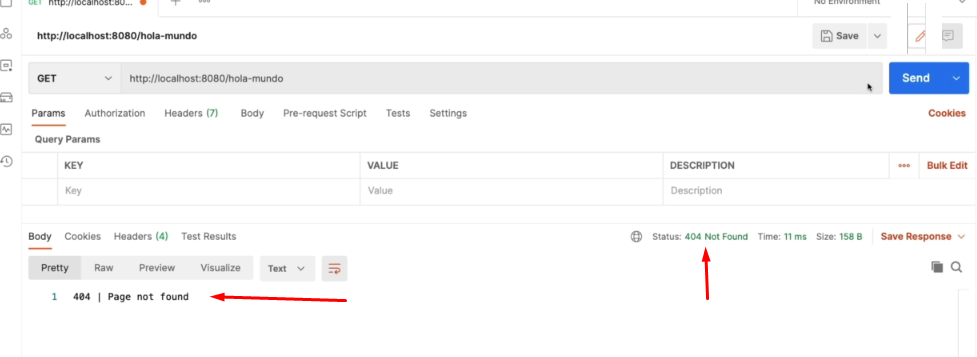 GET http://localhost:80...
No Environment
http://localhost:8080/hola-mundo
Save
GET http://localhost:8080/hola-mundo Send
Params Authorization Headers (7) Body Pre-request Script Tests Settings Cookies
Query Params
KEY VALUE DESCRIPTION Bulk Edit
Key Value Description
Body Cookies Headers (4) Test Results Status: 404 Not Found Time: 11 ms Size: 158 B Save Response
Pretty Raw Preview Visualize Text
1 404 | Page not found